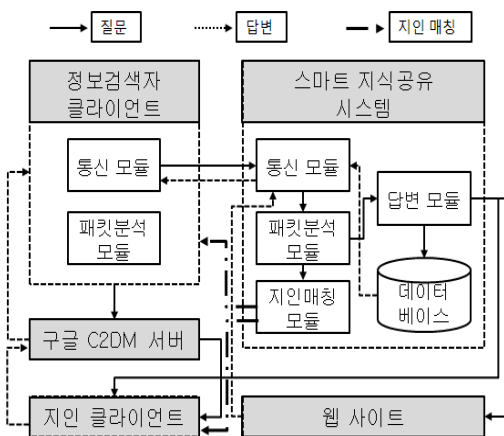 질문
답변
지인 매칭
정보검색자
클라이언트
스마트 지식공유
시스템
통신 모듈
통신 모듈
답변 모듈
패킷분석
모듈
패킷분석
모듈
지인매칭
모듈
데이터
베이스
구글 C2DM 서버
지인 클라이언트
웹 사이트